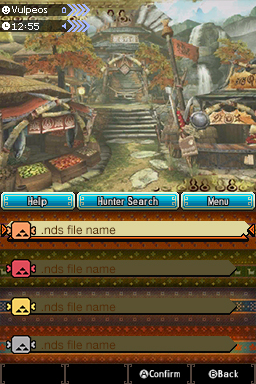 Vulpeos
12:55
Help
Hunter Search
Menu
.nds file name
.nds file name
.nds file name
.nds file name
A Confirm
B Back